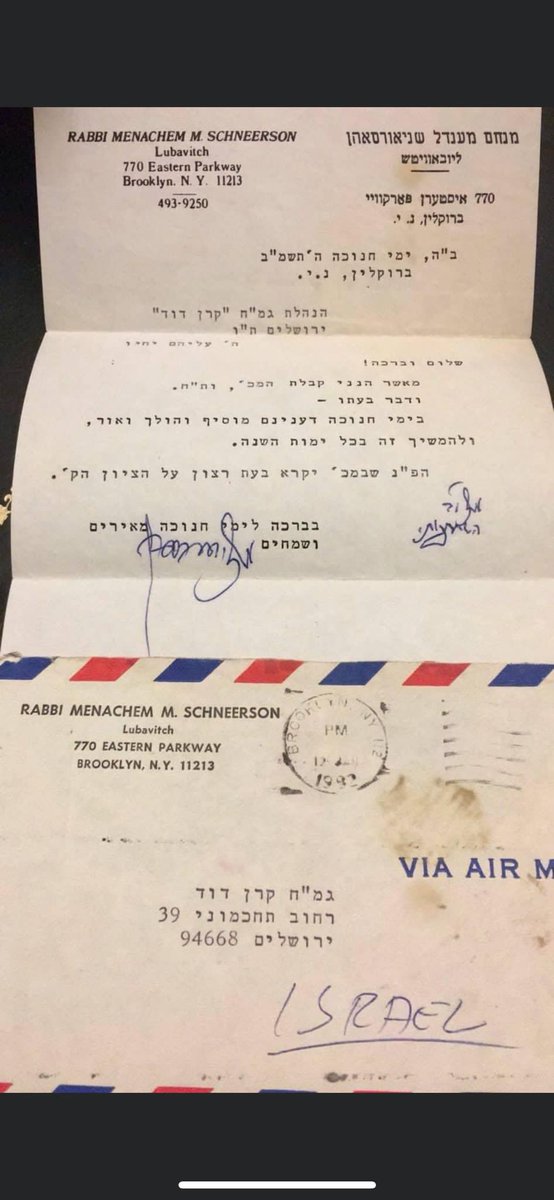 RABBI MENACHEM M. SCHNEERSON
Lubavitch
770 Eastern Parkway
Brooklyn. N. Y. 11213
493-9250
מנחם מענדל שניאורסאהן
ליובאוויטש
770 איסטערן פארקוויי
ברוקלין, נ. י.
ב"ה, ימי חנוכה ה'תשמ"ב
ברוקלין, נ.י.
הנהלת גמ"ח "קרן דוד"
ירושלים ת"ו
ה' עליהם יחיו
שלום וברכה!
מאשר הנני קבלת המכ', ות"ח.
ודבר בעתו –
בימי חנוכה דענינם מוסיף והולך ואור,
ולהמשיך זה בכל ימות השנה.
הפ"נ שבמכ' יקרא בעת רצון על הציון הק'.
בברכה לימי חנוכה מאירים
ושמחים
RABBI MENACHEM M. SCHNEERSON
Lubavitch
770 EASTERN PARKWAY
BROOKLYN, N.Y. 11213
BROOKLYN, NY 112
PM
1982
VIA AIR M
גמ"ח קרן דוד
רחוב תחכמוני 39
ירושלים 94668
ISRAEL